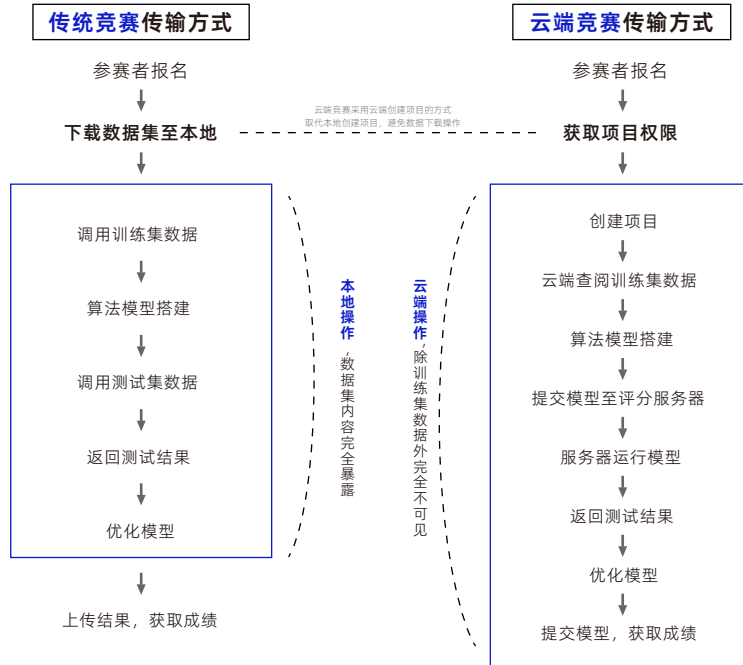 传统竞赛传输方式
参赛者报名
下载数据集至本地
调用训练集数据
算法模型搭建
调用测试集数据
返回测试结果
优化模型
上传结果，获取成绩
云端竞赛采用云端创建项目的方式
取代本地创建项目，避免数据下载操作
本地操作，数据集内容完全暴露
云端操作，除训练集数据外完全不可见
云端竞赛传输方式
参赛者报名
获取项目权限
创建项目
云端查阅训练集数据
算法模型搭建
提交模型至评分服务器
服务器运行模型
返回测试结果
优化模型
提交模型，获取成绩